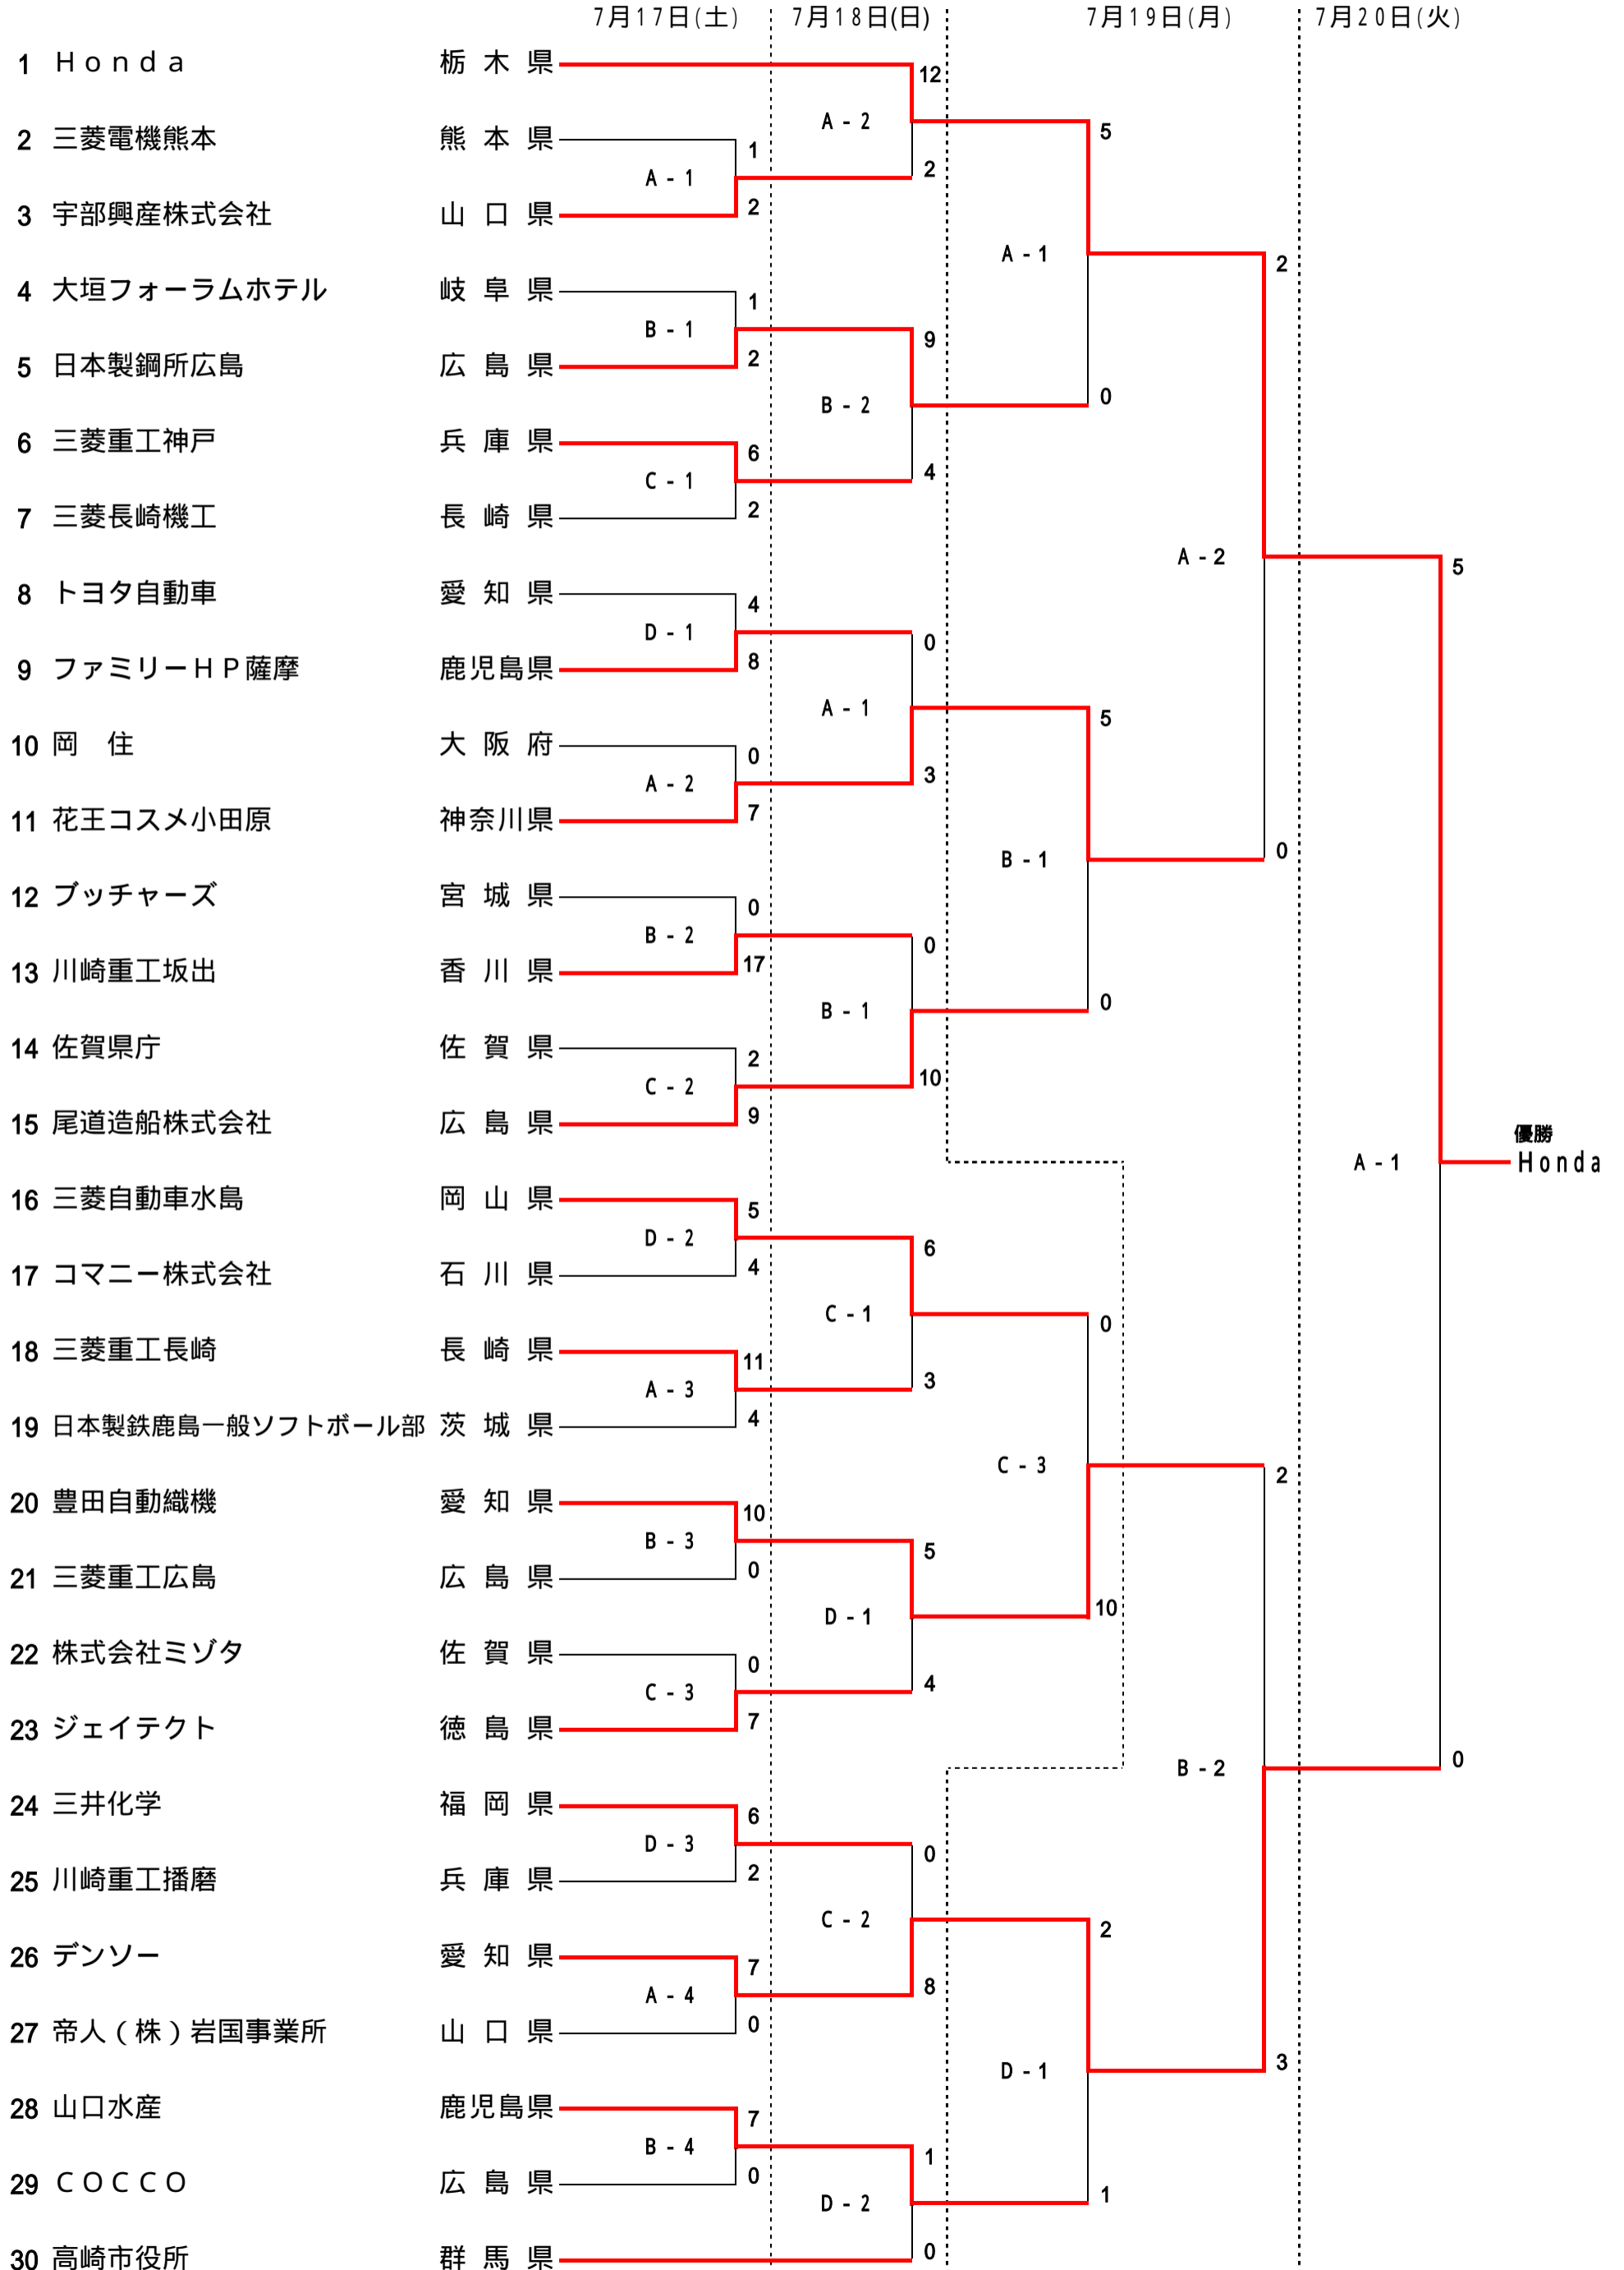 7月17日(土) 7月18日(日) 7月19日(月) 7月20日(火)
1 Ｈｏｎｄａ 栃木県 12
A-2 5
2 三菱電機熊本 熊本県 1
A-1 2
3 宇部興産株式会社 山口県 2
A-1 2
4 大垣フォーラムホテル 岐阜県 1
B-1 9
5 日本製鋼所広島 広島県 2
B-2 0
6 三菱重工神戸 兵庫県 6
C-1 4
7 三菱長崎機工 長崎県 2
A-2 5
8 トヨタ自動車 愛知県 4
D-1 0
9 ファミリーＨＰ薩摩 鹿児島県 8
A-1 5
10 岡　住 大阪府 0
A-2 3
11 花王コスメ小田原 神奈川県 7
B-1 0
12 ブッチャーズ 宮城県 0
B-2 0
13 川崎重工坂出 香川県 17
B-1 0
14 佐賀県庁 佐賀県 2
C-2 10
15 尾道造船株式会社 広島県 9
優勝
A-1 Honda
16 三菱自動車水島 岡山県 5
D-2 6
17 コマニー株式会社 石川県 4
C-1 0
18 三菱重工長崎 長崎県 11
A-3 3
19 日本製鉄鹿島一般ソフトボール部 茨城県 4
C-3 2
20 豊田自動織機 愛知県 10
B-3 5
21 三菱重工広島 広島県 0
D-1 10
22 株式会社ミゾタ 佐賀県 0
C-3 4
23 ジェイテクト 徳島県 7
B-2 0
24 三井化学 福岡県 6
D-3 0
25 川崎重工播磨 兵庫県 2
C-2 2
26 デンソー 愛知県 7
A-4 8
27 帝人（株）岩国事業所 山口県 0
D-1 3
28 山口水産 鹿児島県 7
B-4 1
29 ＣＯＣＣＯ 広島県 0
D-2 1
30 高崎市役所 群馬県 0